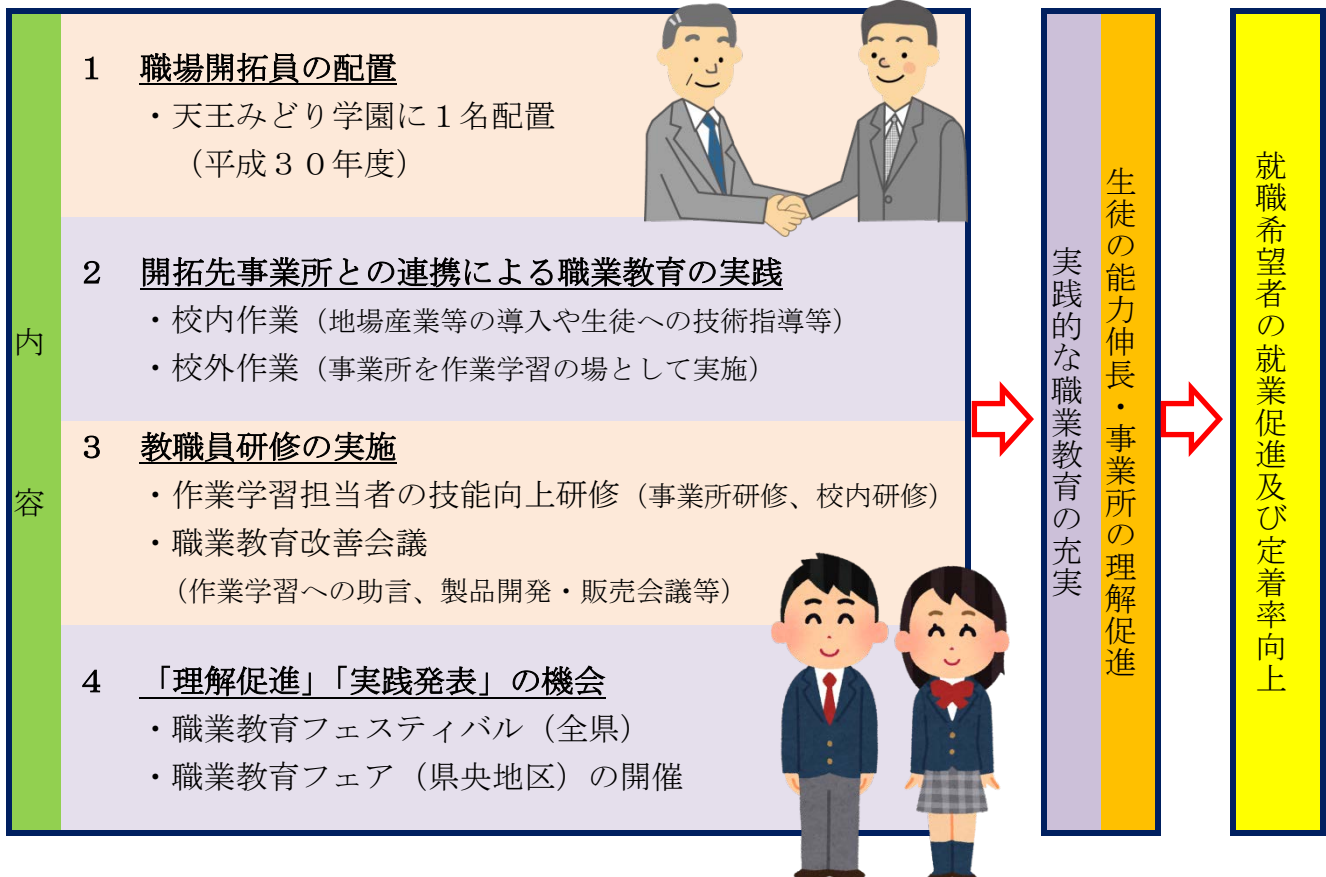 内容
1 職場開拓員の配置
・天王みどり学園に１名配置
（平成３０年度）
2 開拓先事業所との連携による職業教育の実践
・校内作業（地場産業等の導入や生徒への技術指導等）
・校外作業（事業所を作業学習の場として実施）
3 教職員研修の実施
・作業学習担当者の技能向上研修（事業所研修、校内研修）
・職業教育改善会議
（作業学習への助言、製品開発・販売会議等）
4 「理解促進」「実践発表」の機会
・職業教育フェスティバル（全県）
・職業教育フェア（県央地区）の開催
実践的な職業教育の充実
生徒の能力伸長・事業所の理解促進
就職希望者の就業促進及び定着率向上